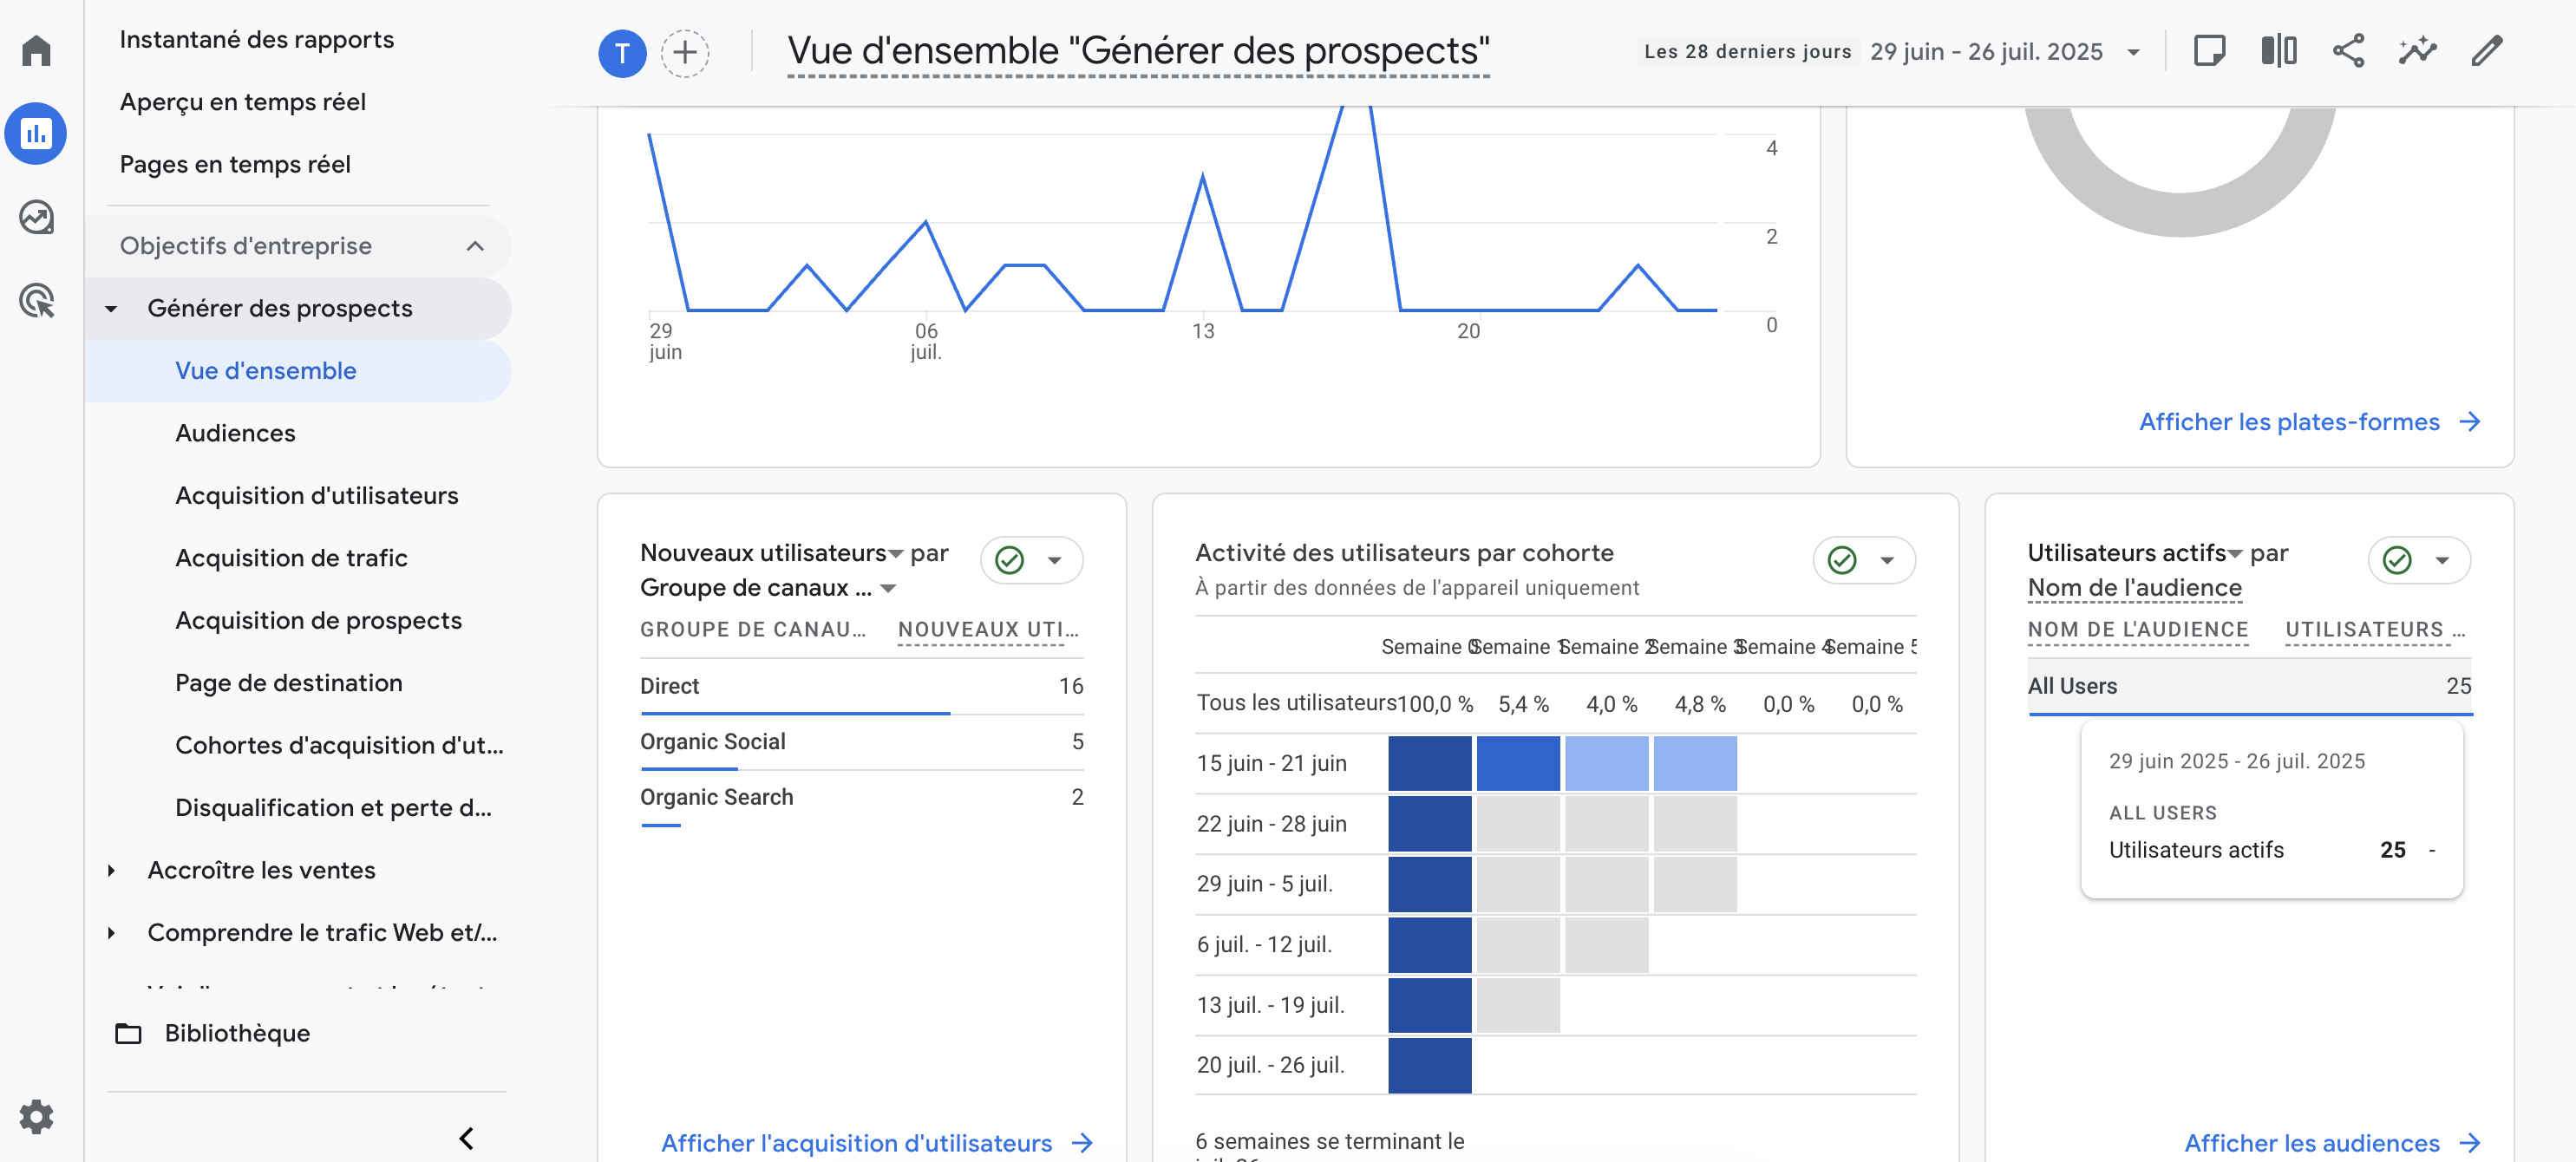 Instantané des rapports
Aperçu en temps réel
Pages en temps réel
Objectifs d'entreprise
Générer des prospects
Vue d'ensemble
Audiences
Acquisition d'utilisateurs
Acquisition de trafic
Acquisition de prospects
Page de destination
Cohortes d'acquisition d'ut...
Disqualification et perte d...
Accroître les ventes
Comprendre le trafic Web et/...
Bibliothèque
T
Vue d'ensemble "Générer des prospects"
Les 28 derniers jours 29 juin - 26 juil. 2025
4
2
0
29 juin
06 juil.
13
20
Afficher les plates-formes
Nouveaux utilisateurs par
Groupe de canaux ...
GROUPE DE CANAU... NOUVEAUX UTI...
Direct 16
Organic Social 5
Organic Search 2
Afficher l'acquisition d'utilisateurs
Activité des utilisateurs par cohorte
À partir des données de l'appareil uniquement
Semaine 0 Semaine 1 Semaine 2 Semaine 3 Semaine 4 Semaine 5
Tous les utilisateurs 100,0 % 5,4 % 4,0 % 4,8 % 0,0 % 0,0 %
15 juin - 21 juin
22 juin - 28 juin
29 juin - 5 juil.
6 juil. - 12 juil.
13 juil. - 19 juil.
20 juil. - 26 juil.
6 semaines se terminant le
Utilisateurs actifs par
Nom de l'audience
NOM DE L'AUDIENCE UTILISATEURS ...
All Users 25
29 juin 2025 - 26 juil. 2025
ALL USERS
Utilisateurs actifs 25 -
Afficher les audiences